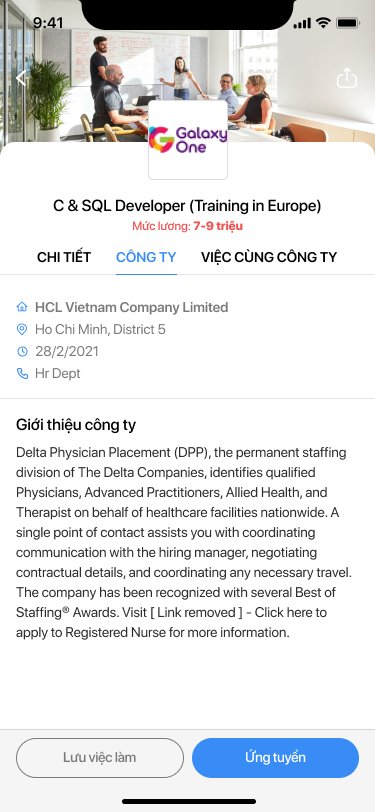 9:41
Galaxy
One
C & SQL Developer (Training in Europe)
Mức lương: 7-9 triệu
CHI TIẾT CÔNG TY VIỆC CÙNG CÔNG TY
HCL Vietnam Company Limited
Ho Chi Minh, District 5
28/2/2021
Hr Dept
Giới thiệu công ty
Delta Physician Placement (DPP), the permanent staffing
division of The Delta Companies, identifies qualified
Physicians, Advanced Practitioners, Allied Health, and
Therapist on behalf of healthcare facilities nationwide. A
single point of contact assists you with coordinating
communication with the hiring manager, negotiating
contractual details, and coordinating any necessary travel.
The company has been recognized with several Best of
Staffing® Awards. Visit [ Link removed ] - Click here to
apply to Registered Nurse for more information.
Lưu việc làm Ứng tuyển